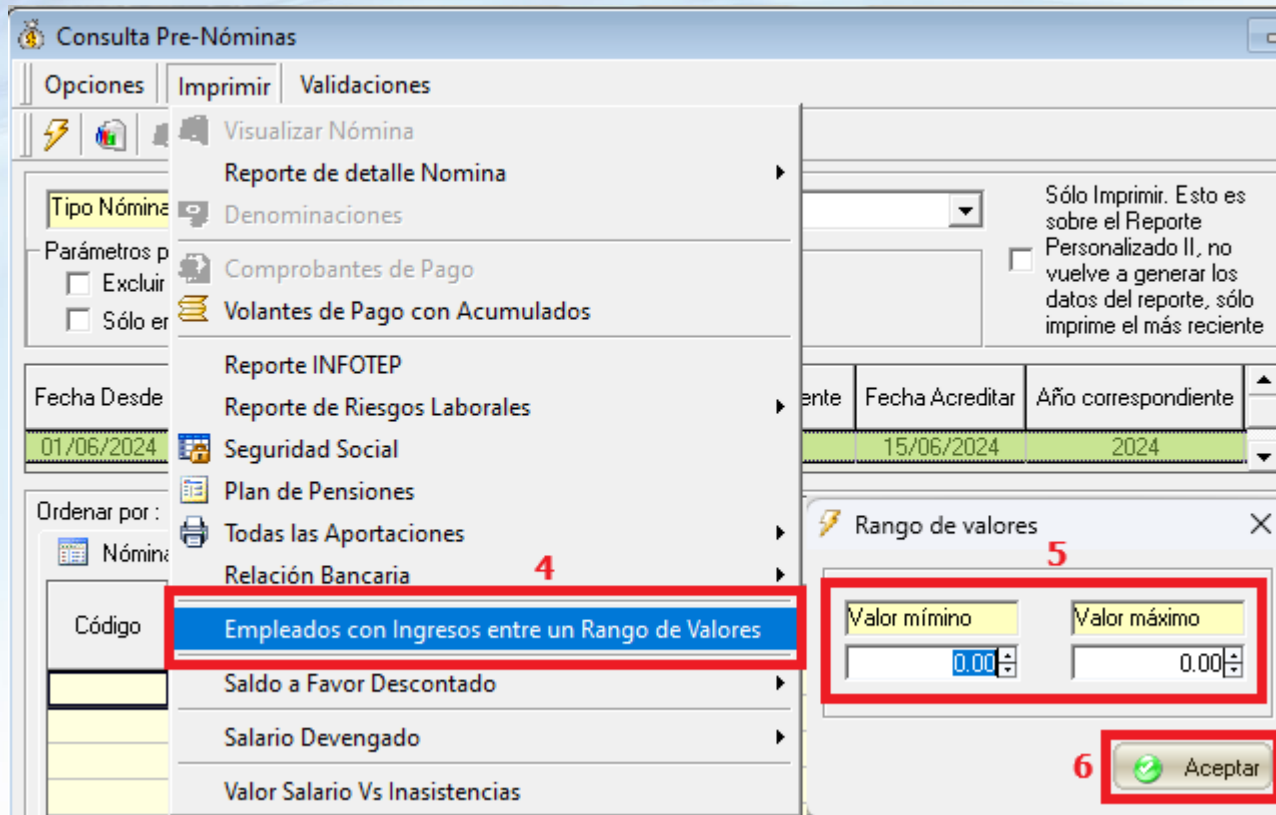 Consulta Pre-Nóminas
Opciones Imprimir Validaciones
Visualizar Nómina
Reporte de detalle Nomina
Denominaciones
Comprobantes de Pago
Volantes de Pago con Acumulados
Reporte INFOTEP
Reporte de Riesgos Laborales
Seguridad Social
Plan de Pensiones
Todas las Aportaciones
Relación Bancaria
4
Empleados con Ingresos entre un Rango de Valores
Saldo a Favor Descontado
Salario Devengado
Valor Salario Vs Inasistencias
Tipo Nómina
Parámetros p
Excluir
Sólo en
Sólo Imprimir. Esto es
sobre el Reporte
Personalizado II, no
vuelve a generar los
datos del reporte, sólo
imprime el más reciente
Fecha Desde ente Fecha Acreditar Año correspondiente
01/06/2024 15/06/2024 2024
Ordenar por :
Nómina
Código
Rango de valores
5
Valor mímino Valor máximo
0.00 0.00
6 Aceptar